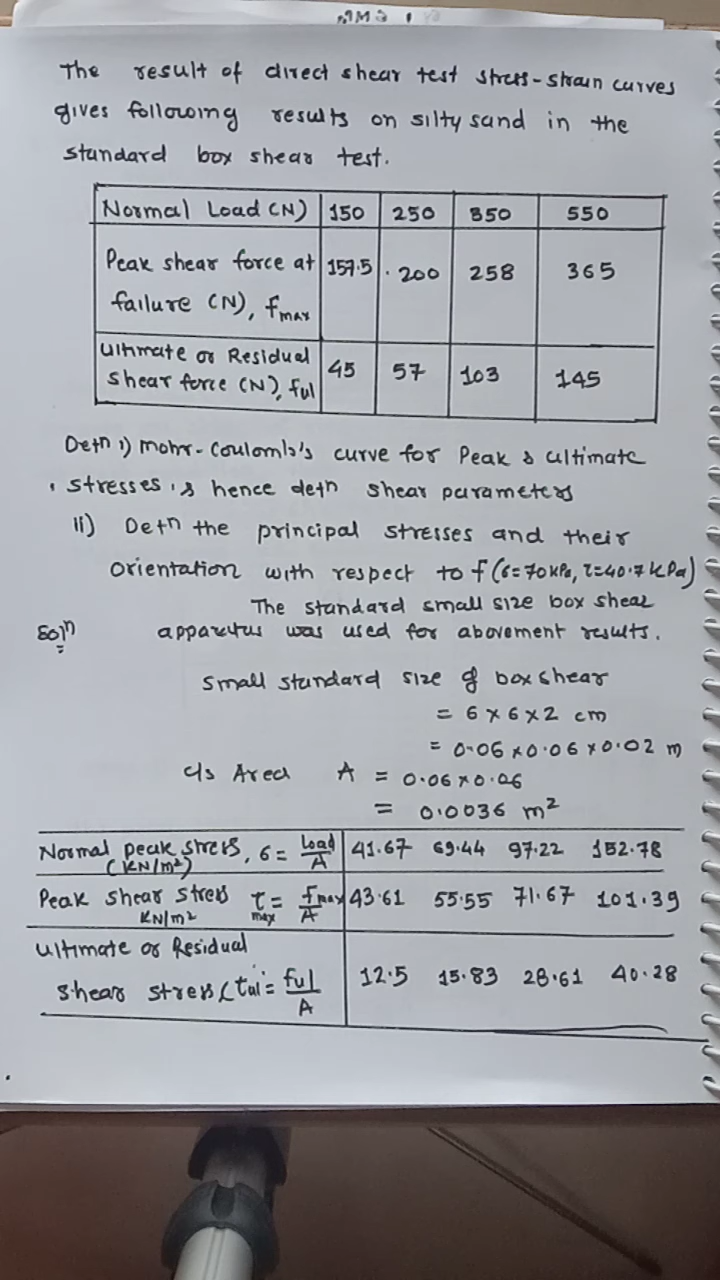 The result of direct shear test stress-strain curves
gives following results on silty sand in the
standard box shear test.
Normal Load (N) 150 250 350 550
Peak shear force at 157.5 200 258 365
failure (N), fmax
Ultimate or Residual
shear force (N), ful 45 57 103 145
Detn i) mohr-Coulomb's curve for Peak & ultimate
stresses, & hence detn shear parameters
ii) Detn the principal stresses and their
orientation with respect to f (σ=70kPa, τ=40.7 kPa)
The standard small size box shear
Soln apparatus was used for abovement results.
small standard size of box shear
= 6 x 6 x 2 cm
= 0.06 x 0.06 x 0.02 m
c/s Area A = 0.06 x 0.06
= 0.0036 m²
Normal peak stress, σ = Load/A 41.67 69.44 97.22 152.78
(KN/m²)
Peak shear stress τmax = fmax/A 43.61 55.55 71.67 101.39
KN/m²
Ultimate or Residual
shear stress (τul = ful/A 12.5 15.83 28.61 40.28